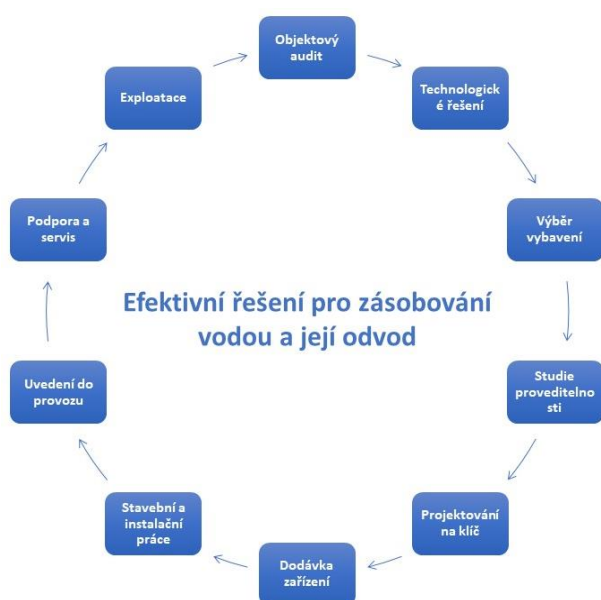 Objektový
audit
Technologick
é řešení
Výběr
vybavení
Studie
proveditelno
sti
Projektování
na klíč
Dodávka
zařízení
Stavební a
instalační
práce
Uvedení do
provozu
Podpora a
servis
Exploatace
Efektivní řešení pro zásobování
vodou a její odvod